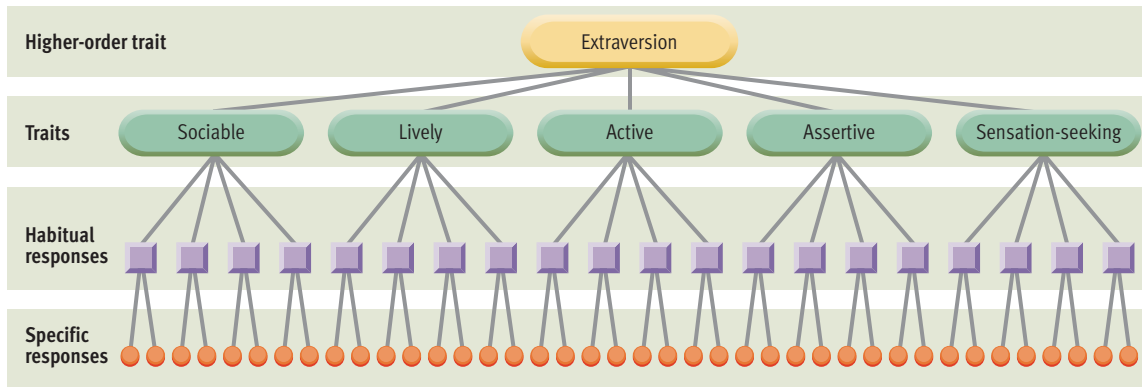 Higher-order trait
Extraversion
Traits
Sociable
Lively
Active
Assertive
Sensation-seeking
Habitual
responses
Specific
responses